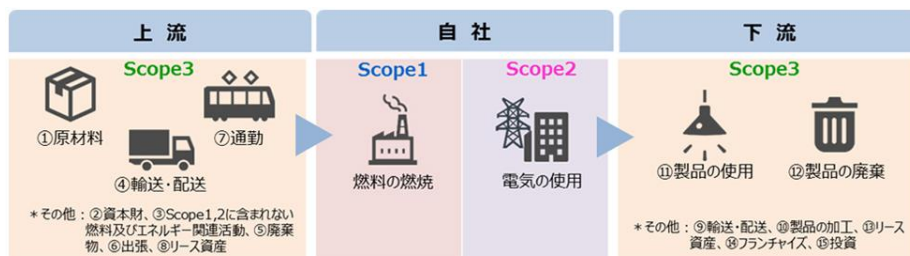 上 流
Scope3
①原材料
⑦通勤
④輸送・配送
*その他：②資本財、③Scope1,2に含まれない
燃料及びエネルギー関連活動、⑤廃棄
物、⑥出張、⑧リース資産
自 社
Scope1
燃料の燃焼
Scope2
電気の使用
下 流
Scope3
⑪製品の使用
⑫製品の廃棄
*その他：⑨輸送・配送、⑩製品の加工、⑬リース
資産、⑭フランチャイズ、⑮投資